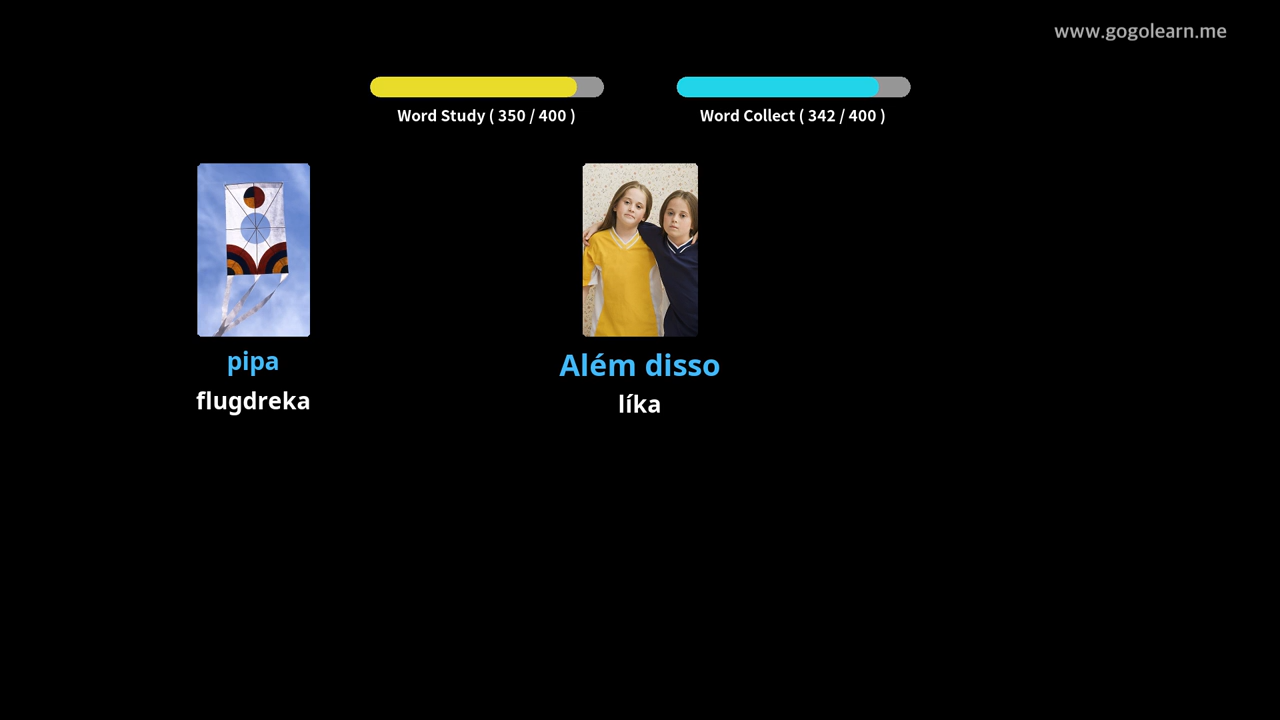 www.gogolearn.me
Word Study ( 350 / 400 )
Word Collect ( 342 / 400 )
pipa
flugdreka
Além disso
líka